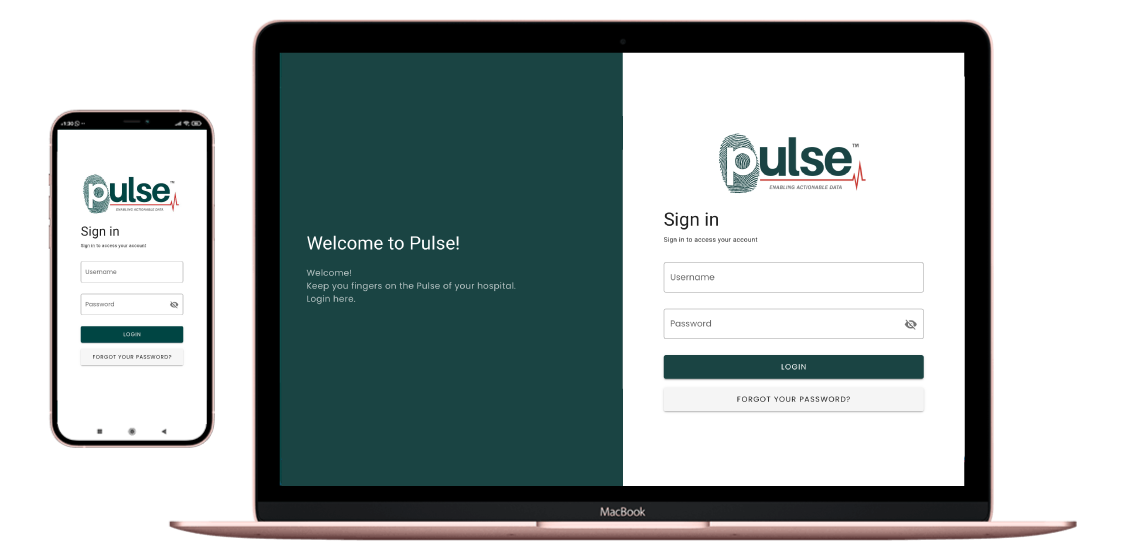 1:30
pulse™
ENABLING ACTIONABLE DATA
Sign in
Sign in to access your account
Username
Password
LOGIN
FORGOT YOUR PASSWORD?
Welcome to Pulse!
Welcome!
Keep you fingers on the Pulse of your hospital.
Login here.
pulse™
ENABLING ACTIONABLE DATA
Sign in
Sign in to access your account
Username
Password
LOGIN
FORGOT YOUR PASSWORD?
MacBook